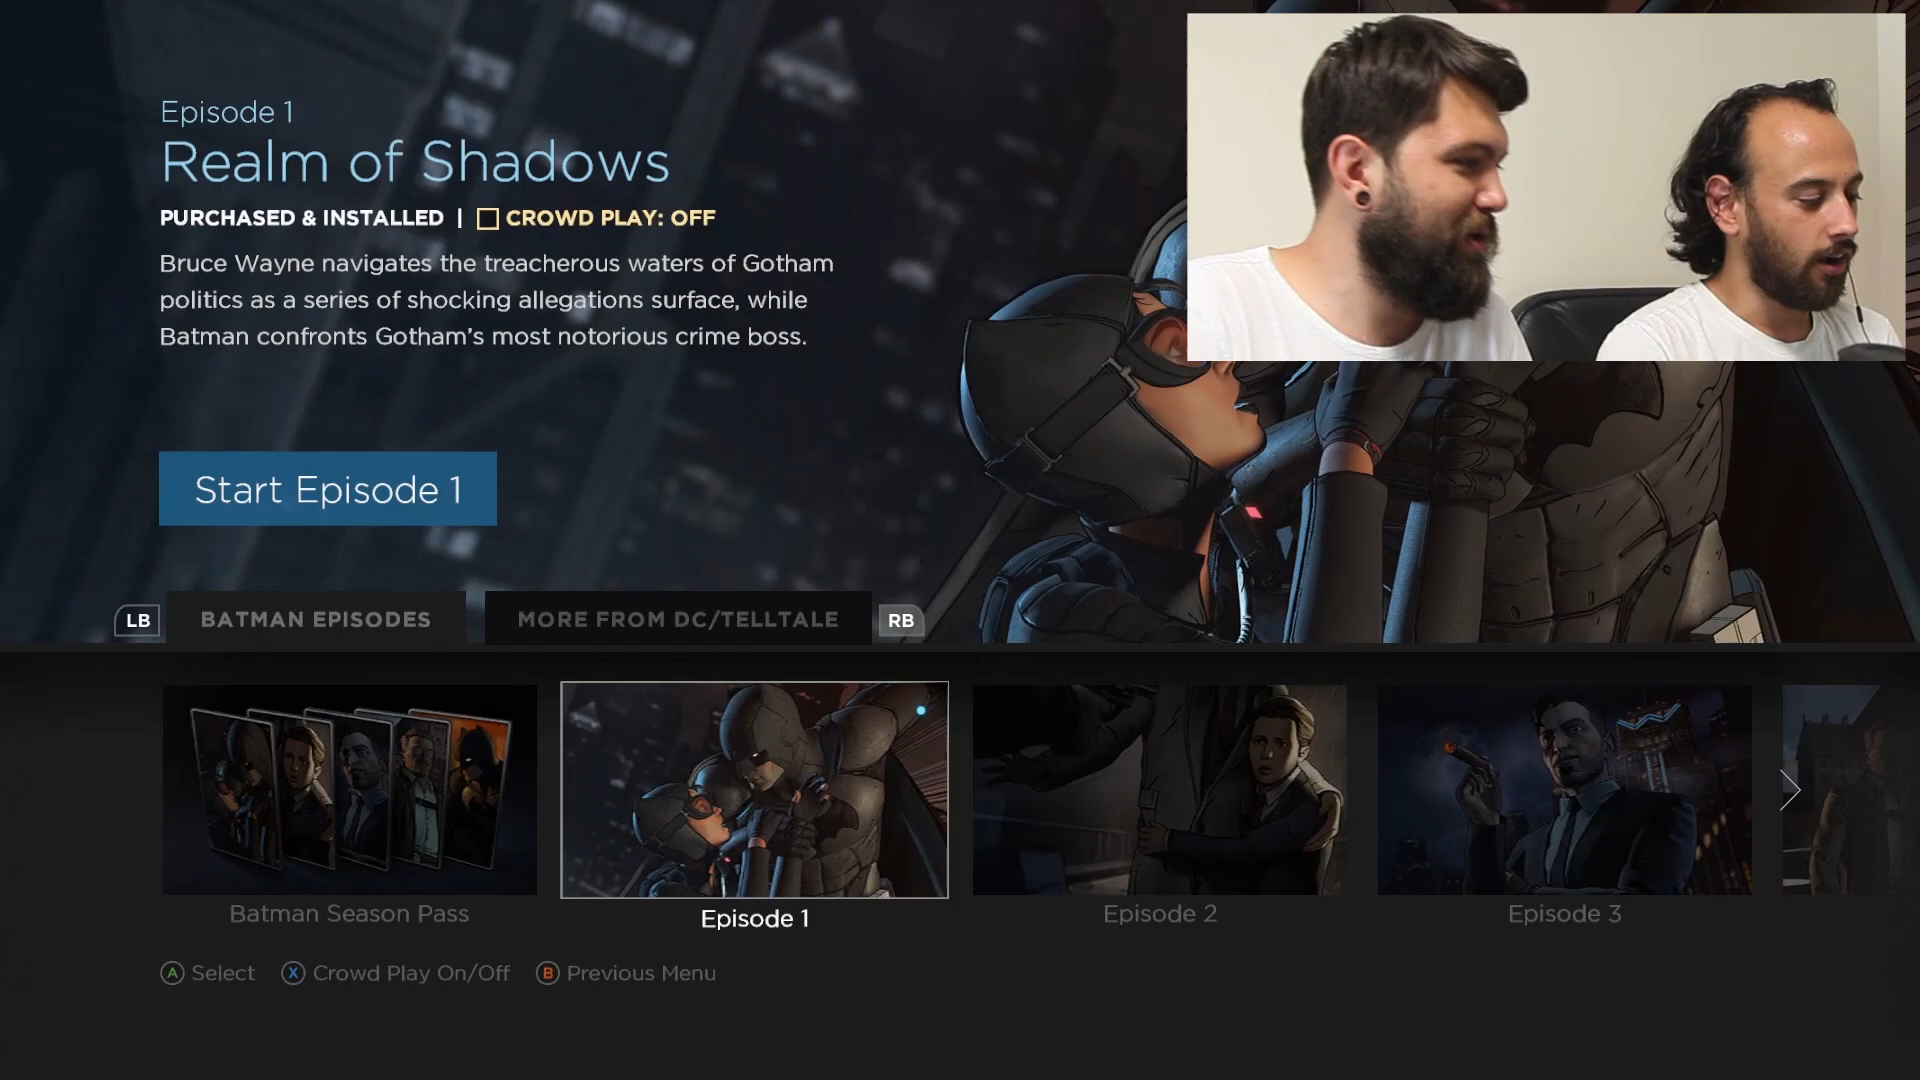 Episode 1
Realm of Shadows
PURCHASED & INSTALLED | CROWD PLAY: OFF
Bruce Wayne navigates the treacherous waters of Gotham
politics as a series of shocking allegations surface, while
Batman confronts Gotham's most notorious crime boss.
Start Episode 1
LB BATMAN EPISODES MORE FROM DC/TELLTALE RB
Batman Season Pass Episode 1 Episode 2 Episode 3
A Select X Crowd Play On/Off B Previous Menu